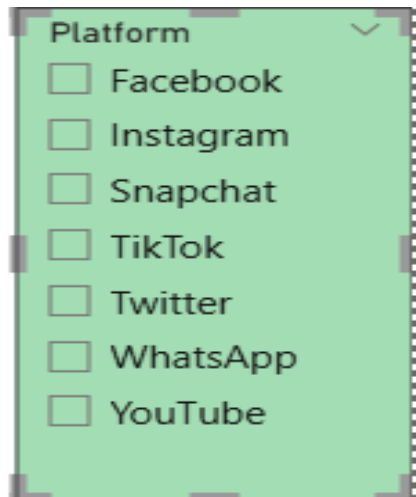 Platform
Facebook
Instagram
Snapchat
TikTok
Twitter
WhatsApp
YouTube